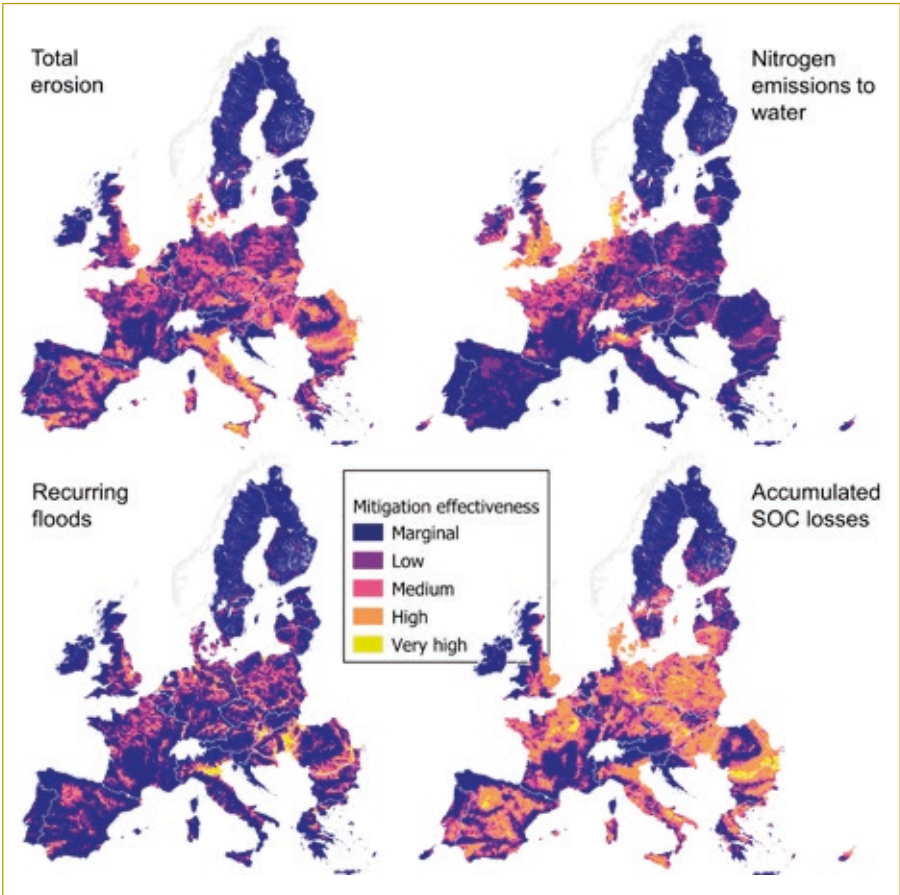 Total
erosion
Nitrogen
emissions to
water
Recurring
floods
Mitigation effectiveness
Marginal
Low
Medium
High
Very high
Accumulated
SOC losses